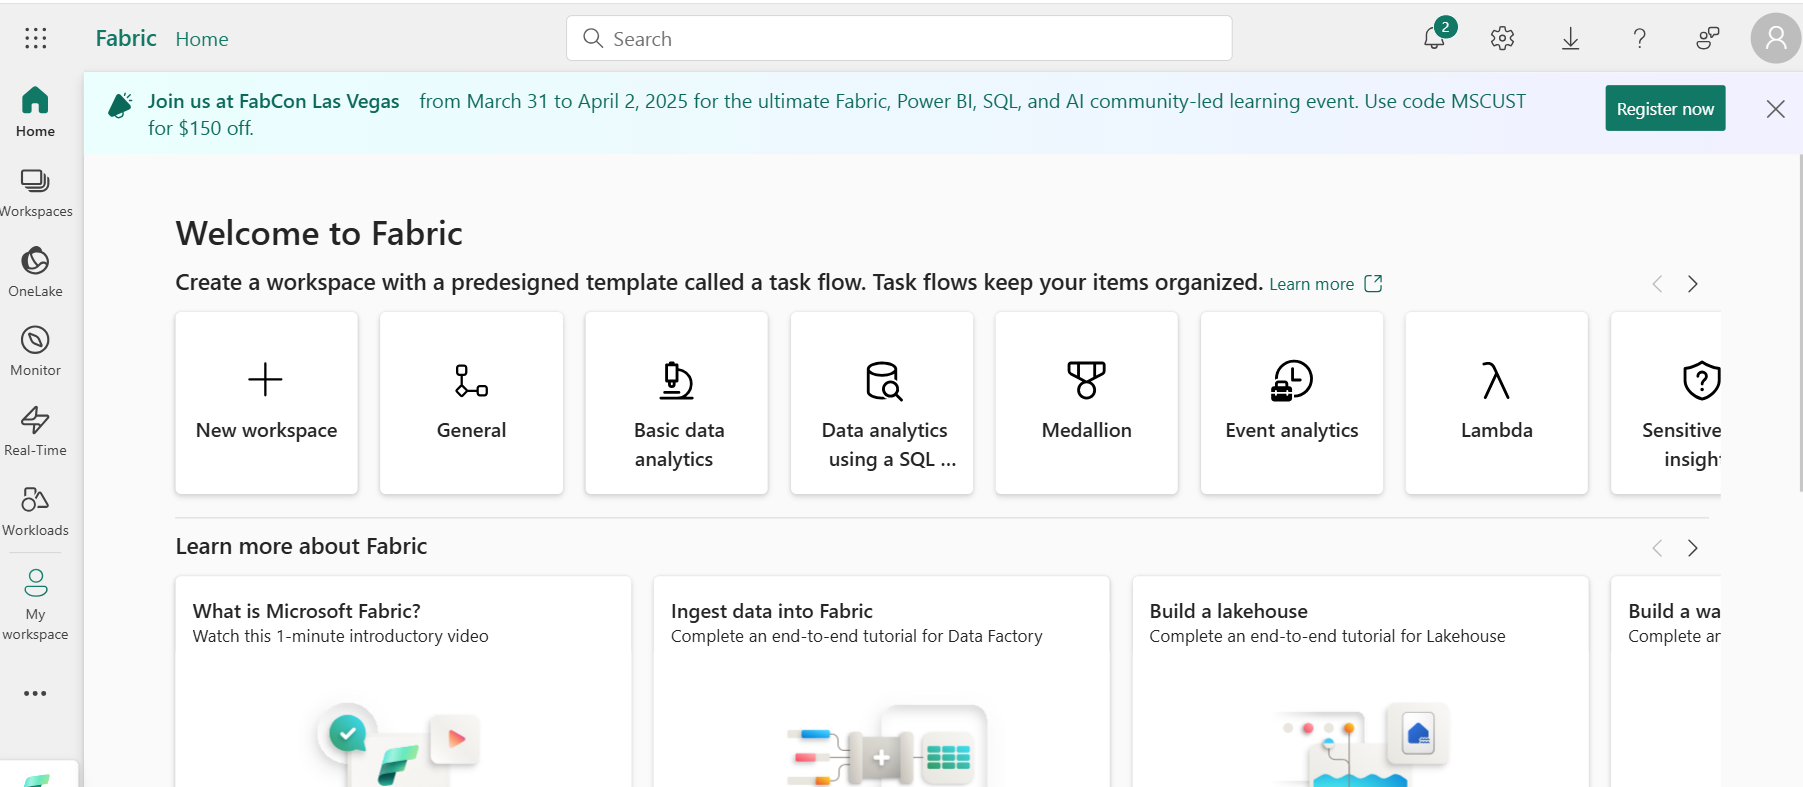 Fabric Home
Search
2
Join us at FabCon Las Vegas from March 31 to April 2, 2025 for the ultimate Fabric, Power BI, SQL, and AI community-led learning event. Use code MSCUST
for $150 off.
Register now
Home
Workspaces
OneLake
Monitor
Real-Time
Workloads
My
workspace
Welcome to Fabric
Create a workspace with a predesigned template called a task flow. Task flows keep your items organized. Learn more
New workspace
General
Basic data
analytics
Data analytics
using a SQL ...
Medallion
Event analytics
Lambda
Sensitive
insight
Learn more about Fabric
What is Microsoft Fabric?
Watch this 1-minute introductory video
Ingest data into Fabric
Complete an end-to-end tutorial for Data Factory
Build a lakehouse
Complete an end-to-end tutorial for Lakehouse
Build a wa
Complete ar